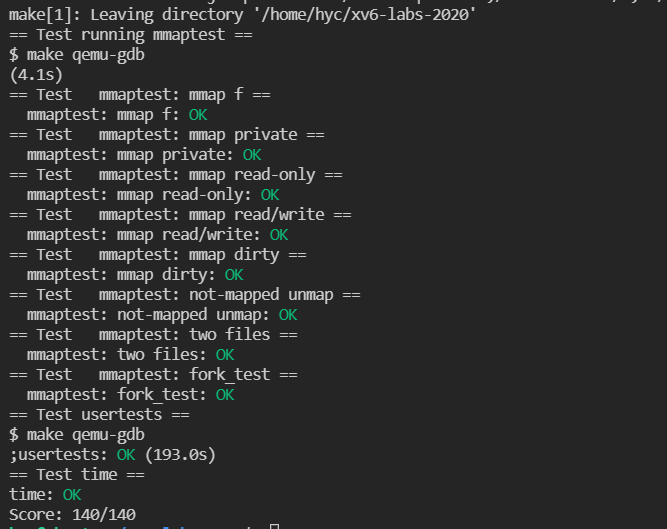 make[1]: Leaving directory '/home/hyc/xv6-labs-2020'
== Test running mmaptest ==
$ make qemu-gdb
(4.1s)
== Test   mmaptest: mmap f ==
  mmaptest: mmap f: OK
== Test   mmaptest: mmap private ==
  mmaptest: mmap private: OK
== Test   mmaptest: mmap read-only ==
  mmaptest: mmap read-only: OK
== Test   mmaptest: mmap read/write ==
  mmaptest: mmap read/write: OK
== Test   mmaptest: mmap dirty ==
  mmaptest: mmap dirty: OK
== Test   mmaptest: not-mapped unmap ==
  mmaptest: not-mapped unmap: OK
== Test   mmaptest: two files ==
  mmaptest: two files: OK
== Test   mmaptest: fork_test ==
  mmaptest: fork_test: OK
== Test usertests ==
$ make qemu-gdb
;usertests: OK (193.0s)
== Test time ==
time: OK
Score: 140/140